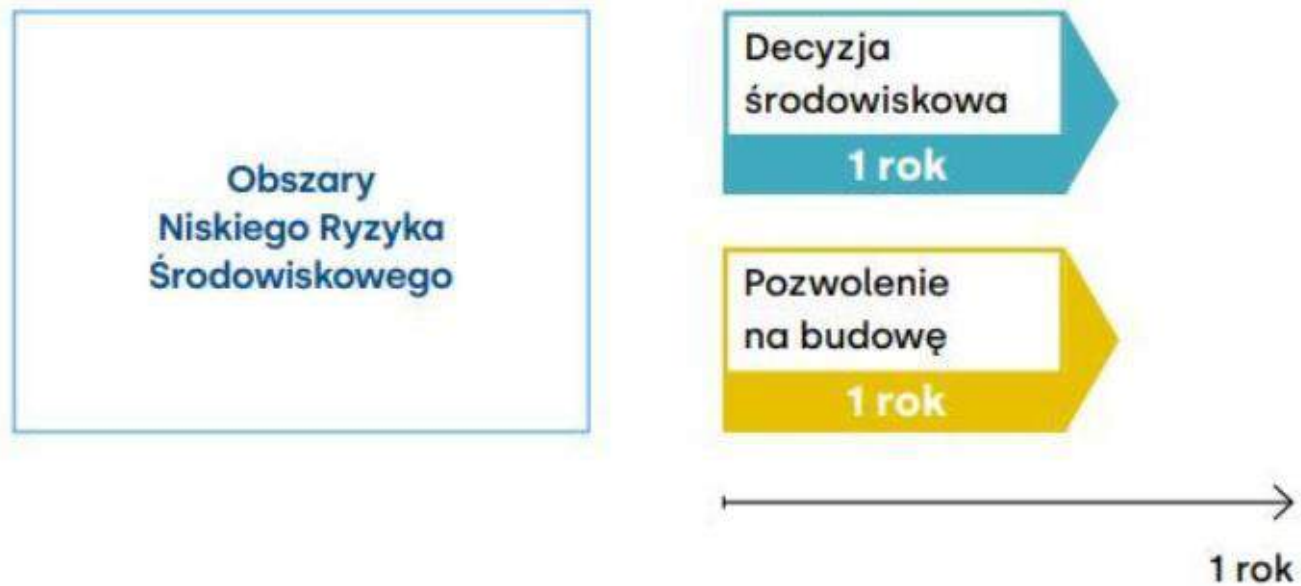 Obszary
Niskiego Ryzyka
Środowiskowego
Decyzja
środowiskowa
1 rok
Pozwolenie
na budowę
1 rok
1 rok